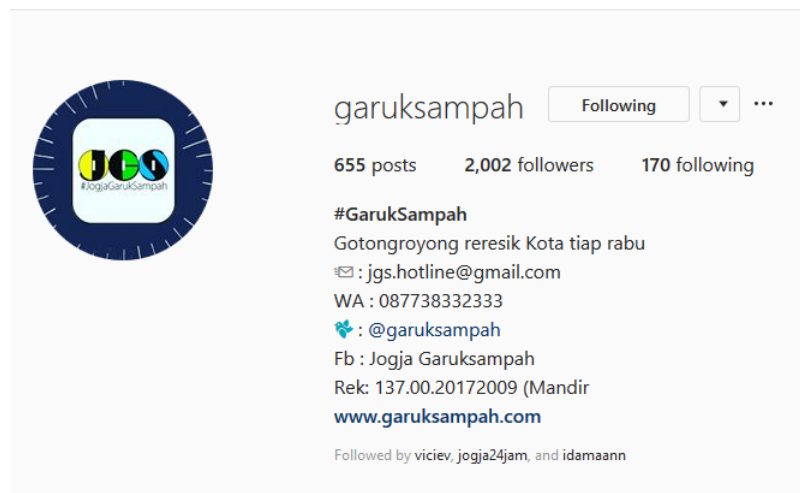 garuksampah Following
655 posts 2,002 followers 170 following
JGS
#JogjaGarukSampah
#GarukSampah
Gotongroyong reresik Kota tiap rabu
: jgs.hotline@gmail.com
WA : 087738332333
: @garuksampah
Fb : Jogja Garuksampah
Rek: 137.00.20172009 (Mandir
www.garuksampah.com
Followed by viciev, jogja24jam, and idamaann